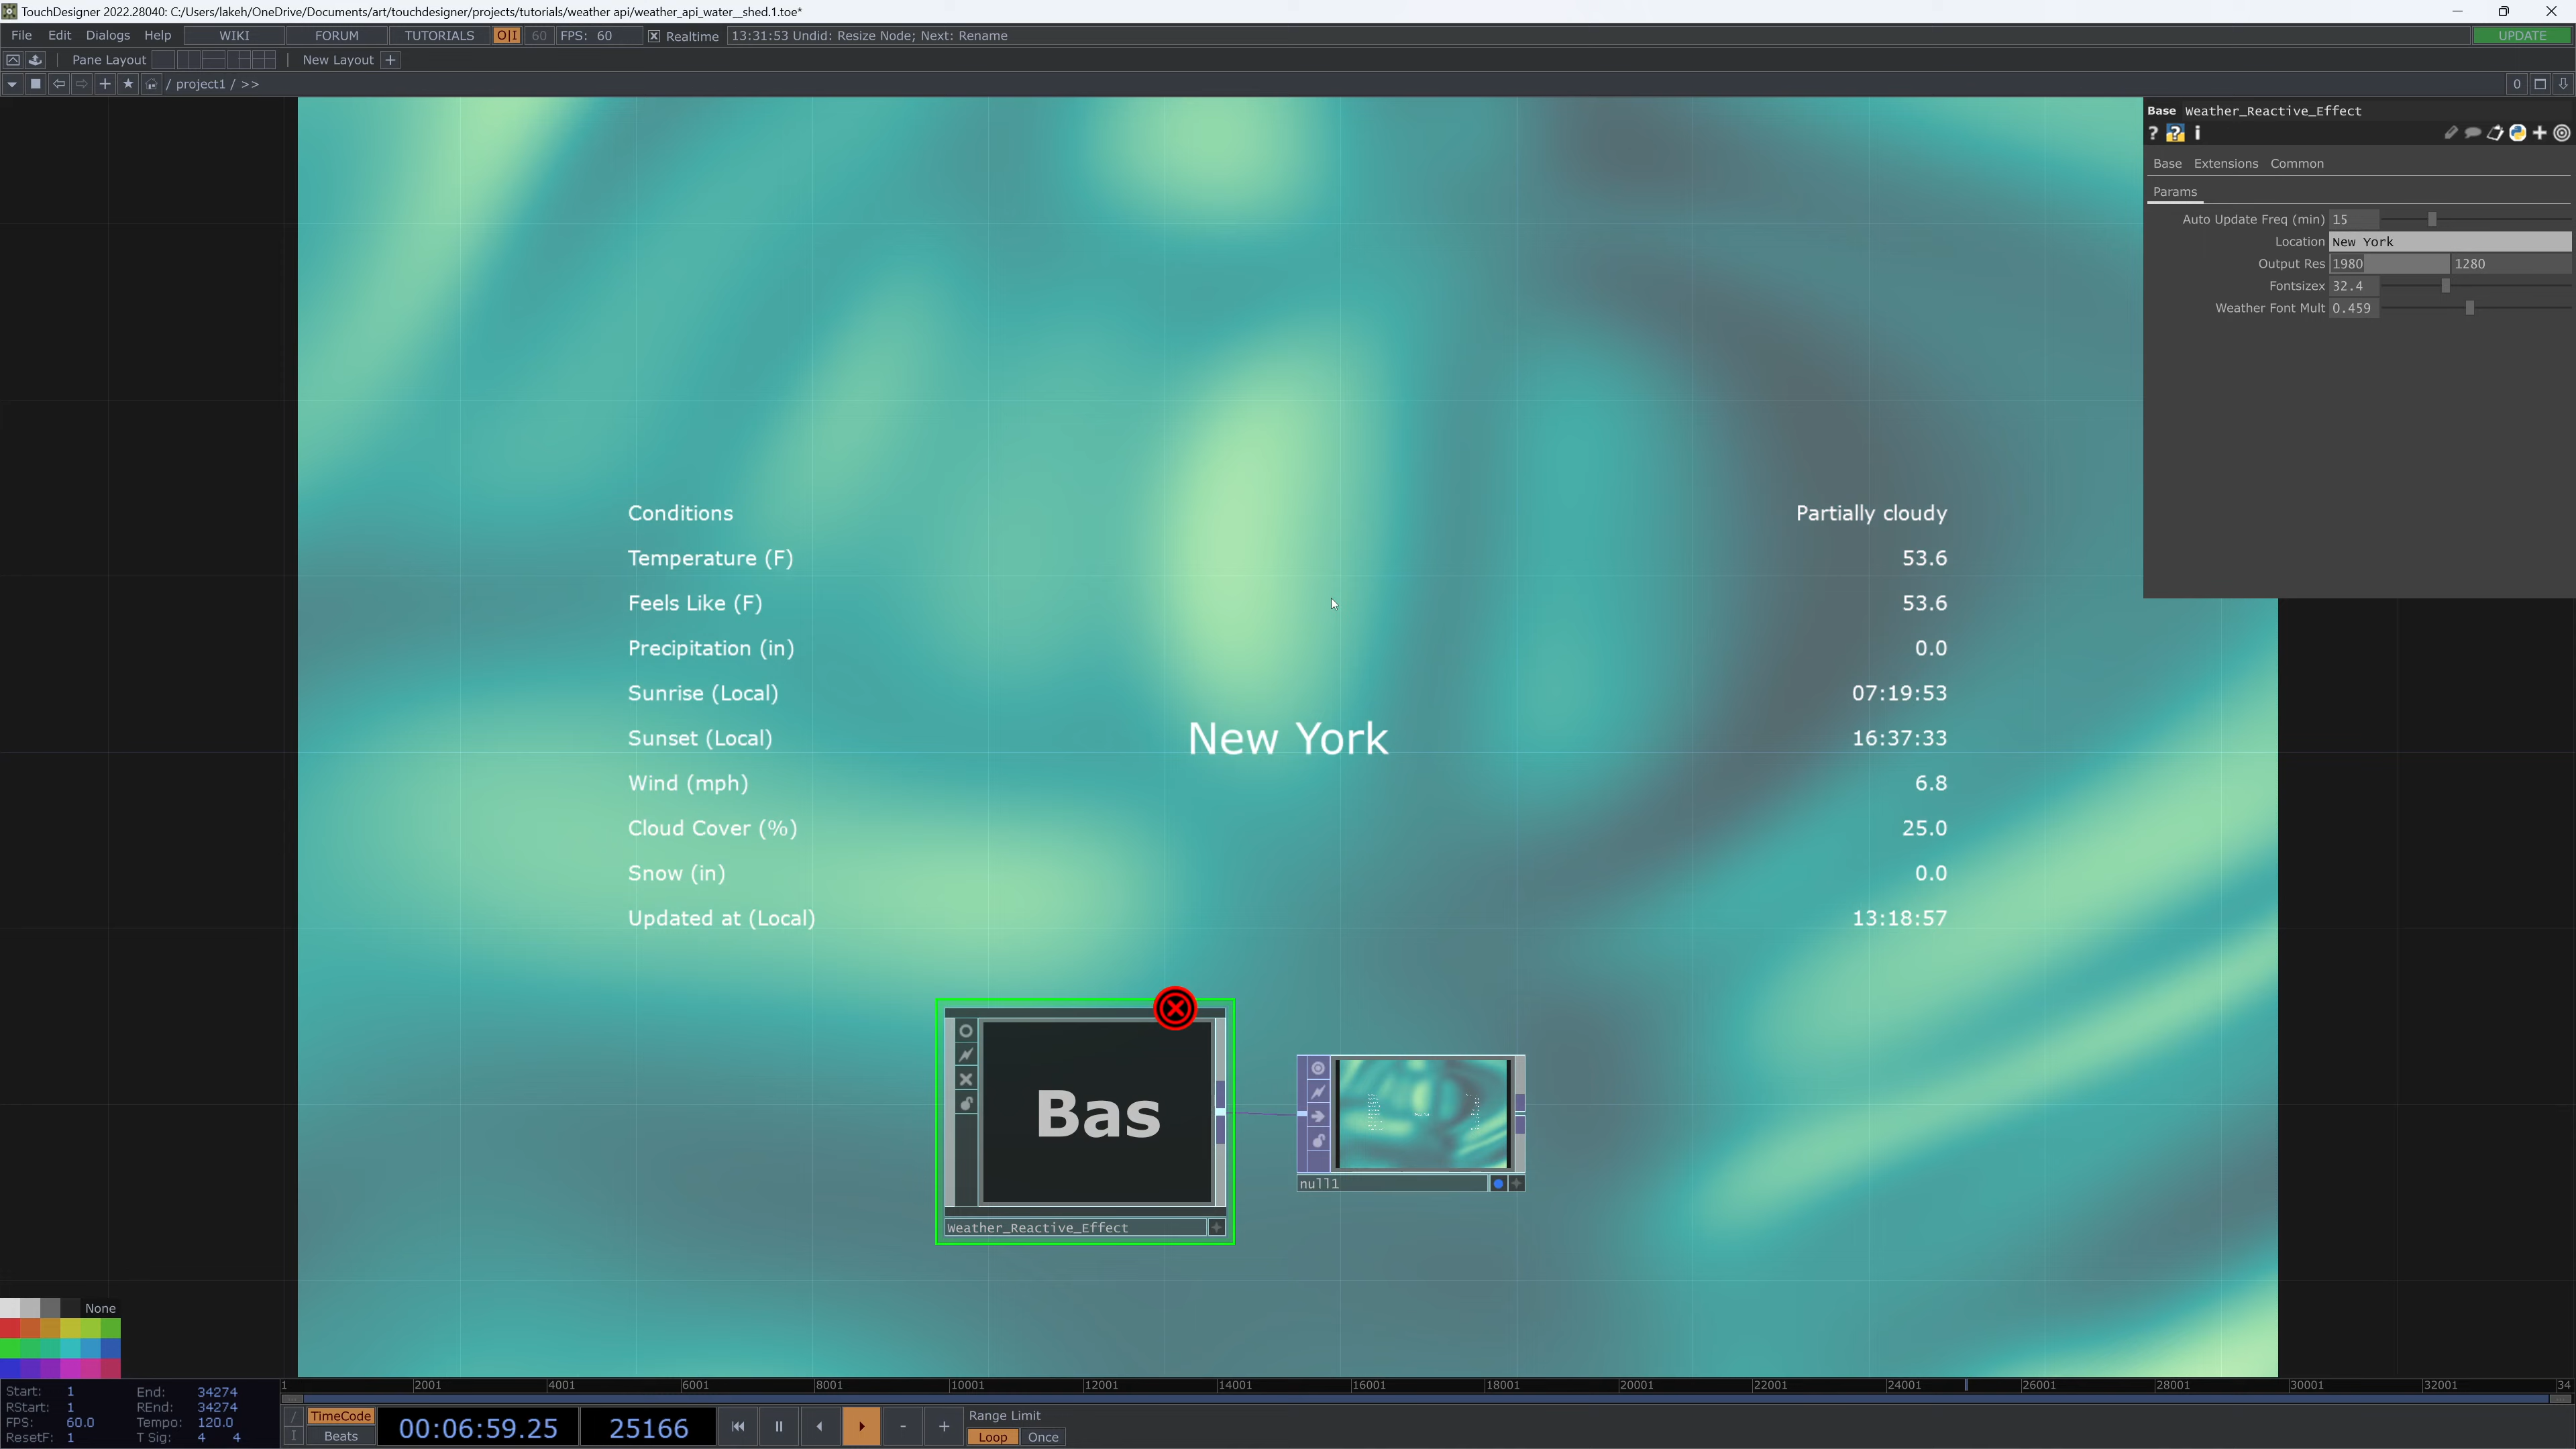 TouchDesigner 2022.28040: C:/Users/lakeh/OneDrive/Documents/art/touchdesigner/projects/tutorials/weather api/weather_api_water__shed.1.toe*
File Edit Dialogs Help WIKI FORUM TUTORIALS O|I 60 FPS: 60 Realtime 13:31:53 Undid: Resize Node; Next: Rename UPDATE
Pane Layout New Layout +
/ project1 / >> 0
Base Weather_Reactive_Effect
? ? i
Base Extensions Common
Params
Auto Update Freq (min) 15
Location New York
Output Res 1980 1280
Fontsizex 32.4
Weather Font Mult 0.459
Conditions Partially cloudy
Temperature (F) 53.6
Feels Like (F) 53.6
Precipitation (in) 0.0
Sunrise (Local) 07:19:53
Sunset (Local) 16:37:33
New York
Wind (mph) 6.8
Cloud Cover (%) 25.0
Snow (in) 0.0
Updated at (Local) 13:18:57
Bas
Weather_Reactive_Effect
null1
None
1 2001 4001 6001 8001 10001 12001 14001 16001 18001 20001 22001 24001 26001 28001 30001 32001 34
Start: 1 End: 34274
RStart: 1 REnd: 34274
FPS: 60.0 Tempo: 120.0
ResetF: 1 T Sig: 4 4
/ TimeCode
I Beats
00:06:59.25 25166
- +
Range Limit
Loop Once